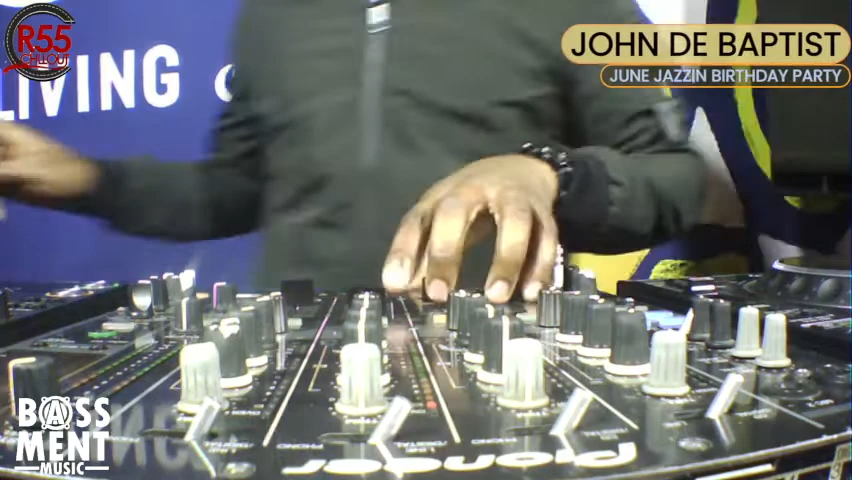 R55
CHILLOUT
LIVING
JOHN DE BAPTIST
JUNE JAZZIN BIRTHDAY PARTY
BASS
MENT
MUSIC
Pioneer